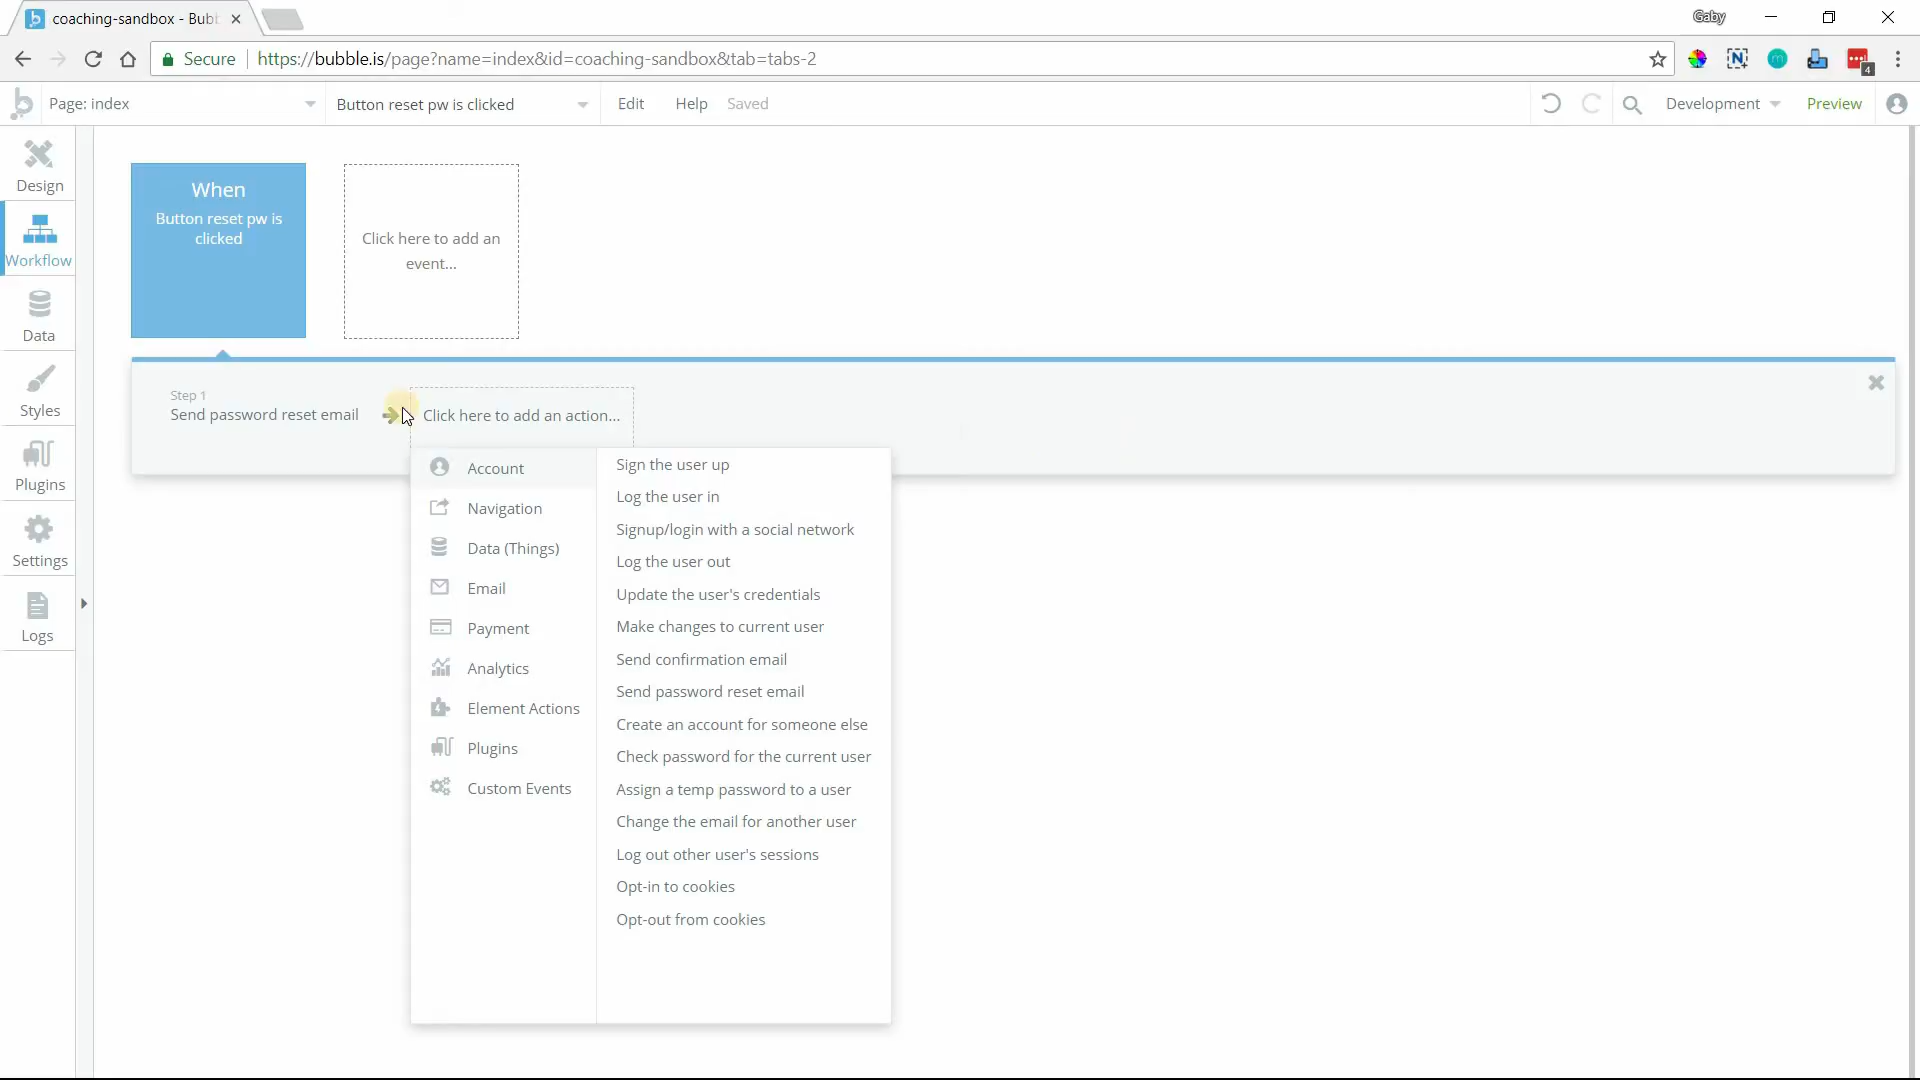 coaching-sandbox - Bubb
Gaby
Secure
https://bubble.is/page?name=index&id=coaching-sandbox&tab=tabs-2
4
Page: index
Button reset pw is clicked
Edit
Help
Saved
Development
Preview
Design
Workflow
Data
Styles
Plugins
Settings
Logs
When
Button reset pw is
clicked
Click here to add an
event...
Step 1
Send password reset email
Click here to add an action...
Account
Navigation
Data (Things)
Email
Payment
Analytics
Element Actions
Plugins
Custom Events
Sign the user up
Log the user in
Signup/login with a social network
Log the user out
Update the user's credentials
Make changes to current user
Send confirmation email
Send password reset email
Create an account for someone else
Check password for the current user
Assign a temp password to a user
Change the email for another user
Log out other user's sessions
Opt-in to cookies
Opt-out from cookies